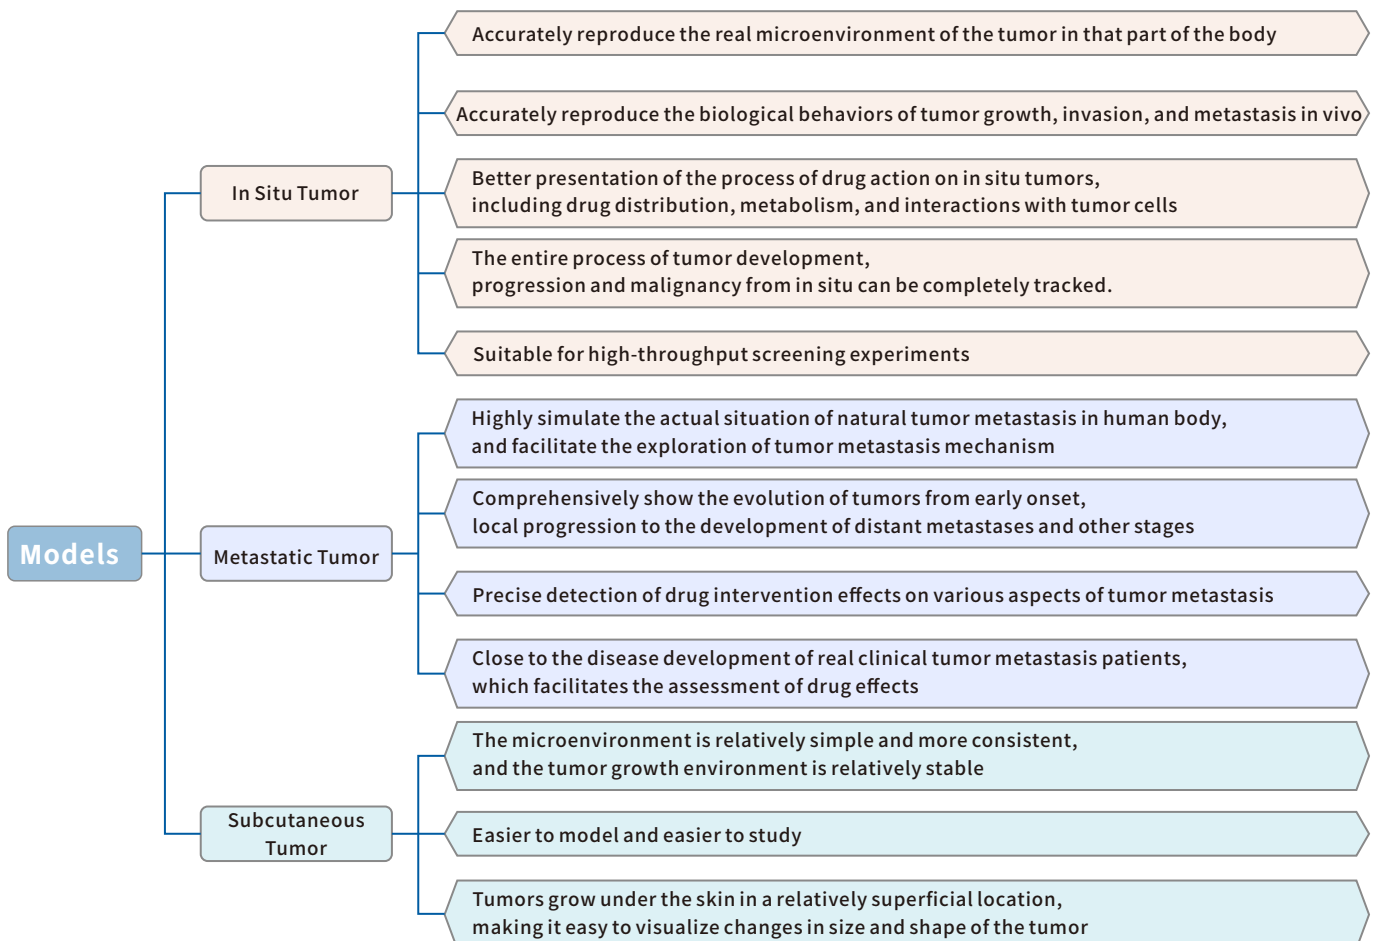 Models
In Situ Tumor
Accurately reproduce the real microenvironment of the tumor in that part of the body
Accurately reproduce the biological behaviors of tumor growth, invasion, and metastasis in vivo
Better presentation of the process of drug action on in situ tumors,
including drug distribution, metabolism, and interactions with tumor cells
The entire process of tumor development,
progression and malignancy from in situ can be completely tracked.
Suitable for high-throughput screening experiments
Metastatic Tumor
Highly simulate the actual situation of natural tumor metastasis in human body,
and facilitate the exploration of tumor metastasis mechanism
Comprehensively show the evolution of tumors from early onset,
local progression to the development of distant metastases and other stages
Precise detection of drug intervention effects on various aspects of tumor metastasis
Close to the disease development of real clinical tumor metastasis patients,
which facilitates the assessment of drug effects
Subcutaneous
Tumor
The microenvironment is relatively simple and more consistent,
and the tumor growth environment is relatively stable
Easier to model and easier to study
Tumors grow under the skin in a relatively superficial location,
making it easy to visualize changes in size and shape of the tumor